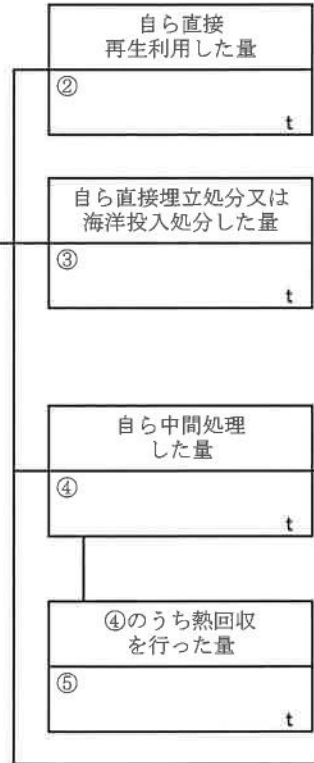 自ら直接
再生利用した量
②
t
自ら直接埋立処分又は
海洋投入処分した量
③
t
自ら中間処理
した量
④
t
④のうち熱回収
を行った量
⑤
t